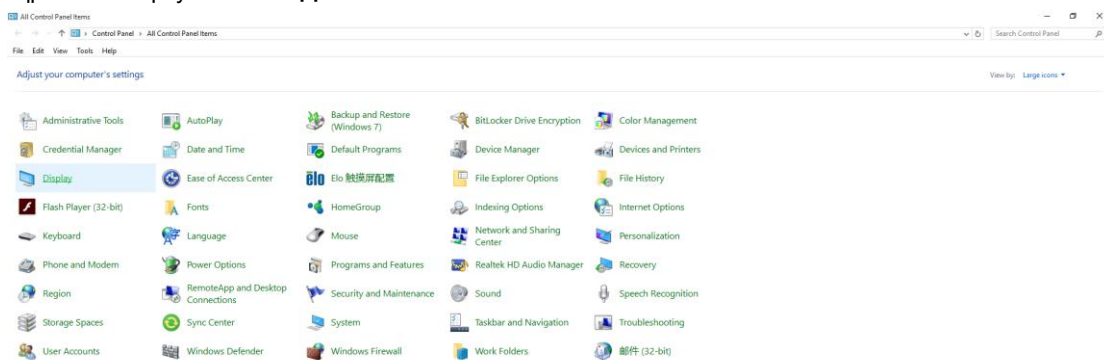 All Control Panel Items
Control Panel > All Control Panel Items
Search Control Panel
File Edit View Tools Help
Adjust your computer's settings
View by: Large icons
Administrative Tools
AutoPlay
Backup and Restore
(Windows 7)
BitLocker Drive Encryption
Color Management
Credential Manager
Date and Time
Default Programs
Device Manager
Devices and Printers
Display
Ease of Access Center
elo Elo 触摸屏配置
File Explorer Options
File History
Flash Player (32-bit)
Fonts
HomeGroup
Indexing Options
Internet Options
Keyboard
Language
Mouse
Network and Sharing
Center
Personalization
Phone and Modem
Power Options
Programs and Features
Realtek HD Audio Manager
Recovery
Region
RemoteApp and Desktop
Connections
Security and Maintenance
Sound
Speech Recognition
Storage Spaces
Sync Center
System
Taskbar and Navigation
Troubleshooting
User Accounts
Windows Defender
Windows Firewall
Work Folders
邮件 (32-bit)